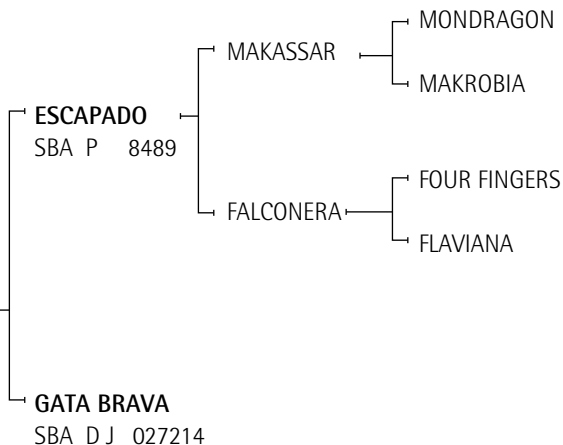 MONDRAGON
MAKASSAR
MAKROBIA
ESCAPADO
SBA P 8489
FOUR FINGERS
FALCONERA
FLAVIANA
GATA BRAVA
SBA D J 027214